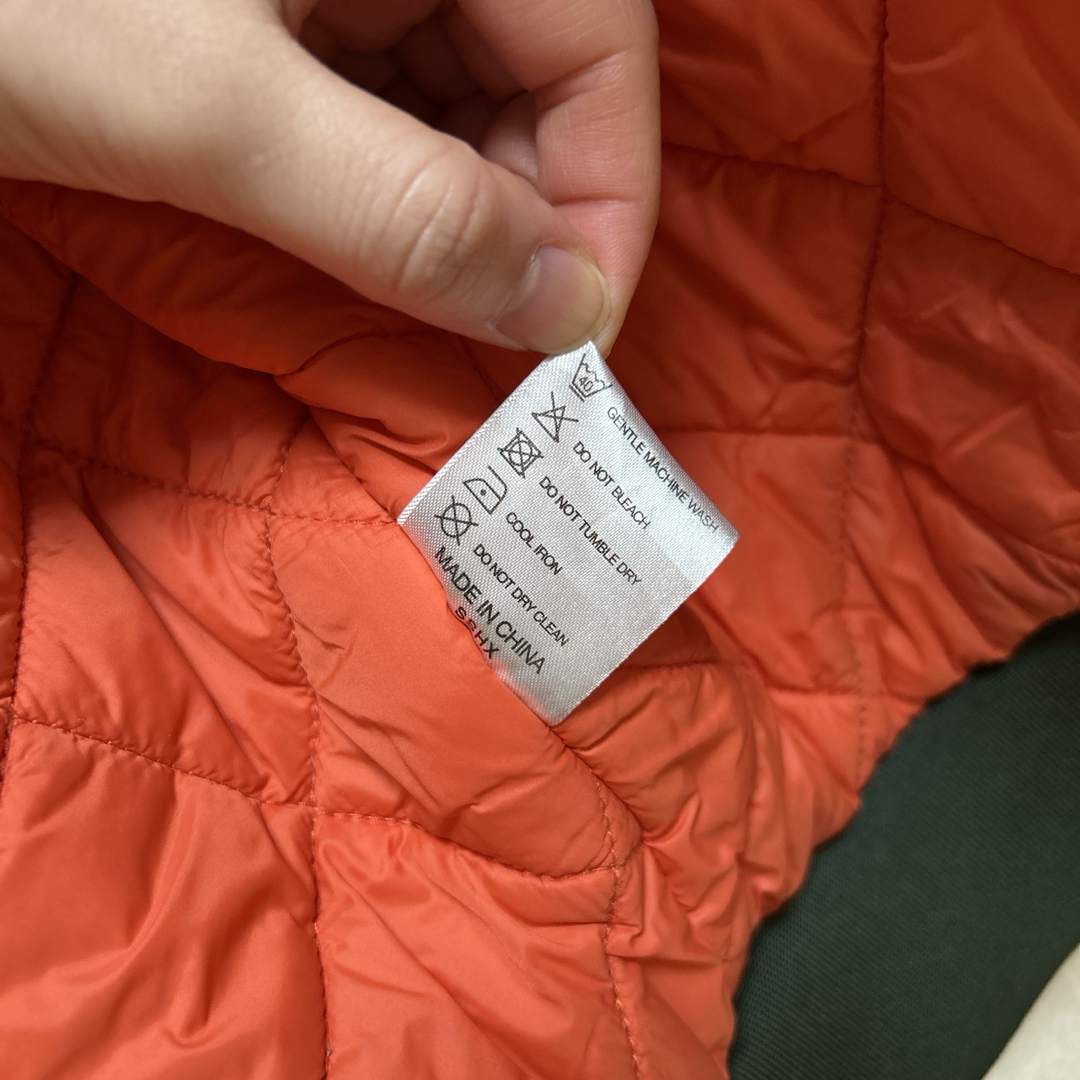 40
GENTLE MACHINE WASH
DO NOT BLEACH
DO NOT TUMBLE DRY
COOL IRON
DO NOT DRY CLEAN
MADE IN CHINA